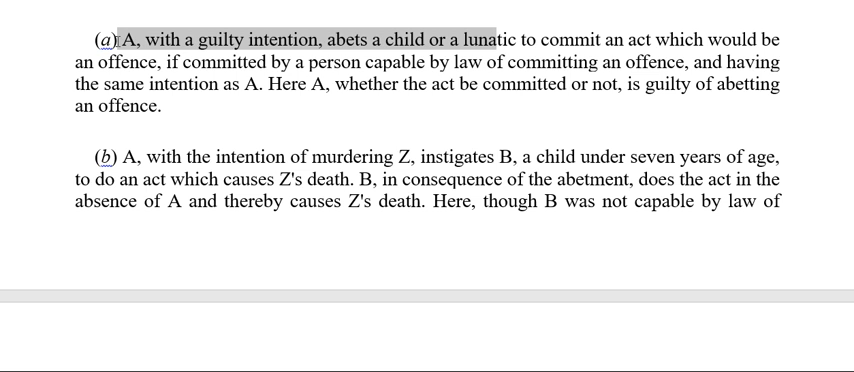 (a) A, with a guilty intention, abets a child or a lunatic to commit an act which would be
an offence, if committed by a person capable by law of committing an offence, and having
the same intention as A. Here A, whether the act be committed or not, is guilty of abetting
an offence.
(b) A, with the intention of murdering Z, instigates B, a child under seven years of age,
to do an act which causes Z's death. B, in consequence of the abetment, does the act in the
absence of A and thereby causes Z's death. Here, though B was not capable by law of